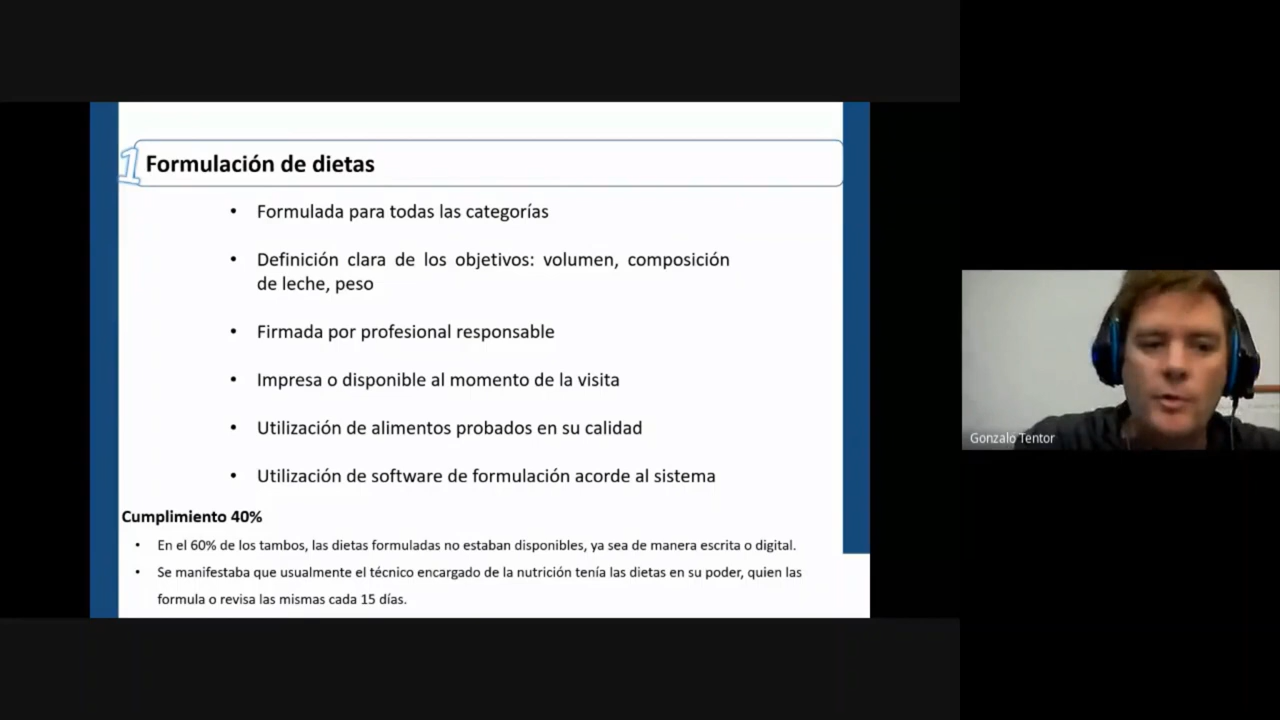 1 Formulación de dietas
• Formulada para todas las categorías
• Definición clara de los objetivos: volumen, composición
de leche, peso
• Firmada por profesional responsable
• Impresa o disponible al momento de la visita
• Utilización de alimentos probados en su calidad
• Utilización de software de formulación acorde al sistema
Cumplimiento 40%
• En el 60% de los tambos, las dietas formuladas no estaban disponibles, ya sea de manera escrita o digital.
• Se manifestaba que usualmente el técnico encargado de la nutrición tenía las dietas en su poder, quien las
formula o revisa las mismas cada 15 días.
Gonzalo Tentor